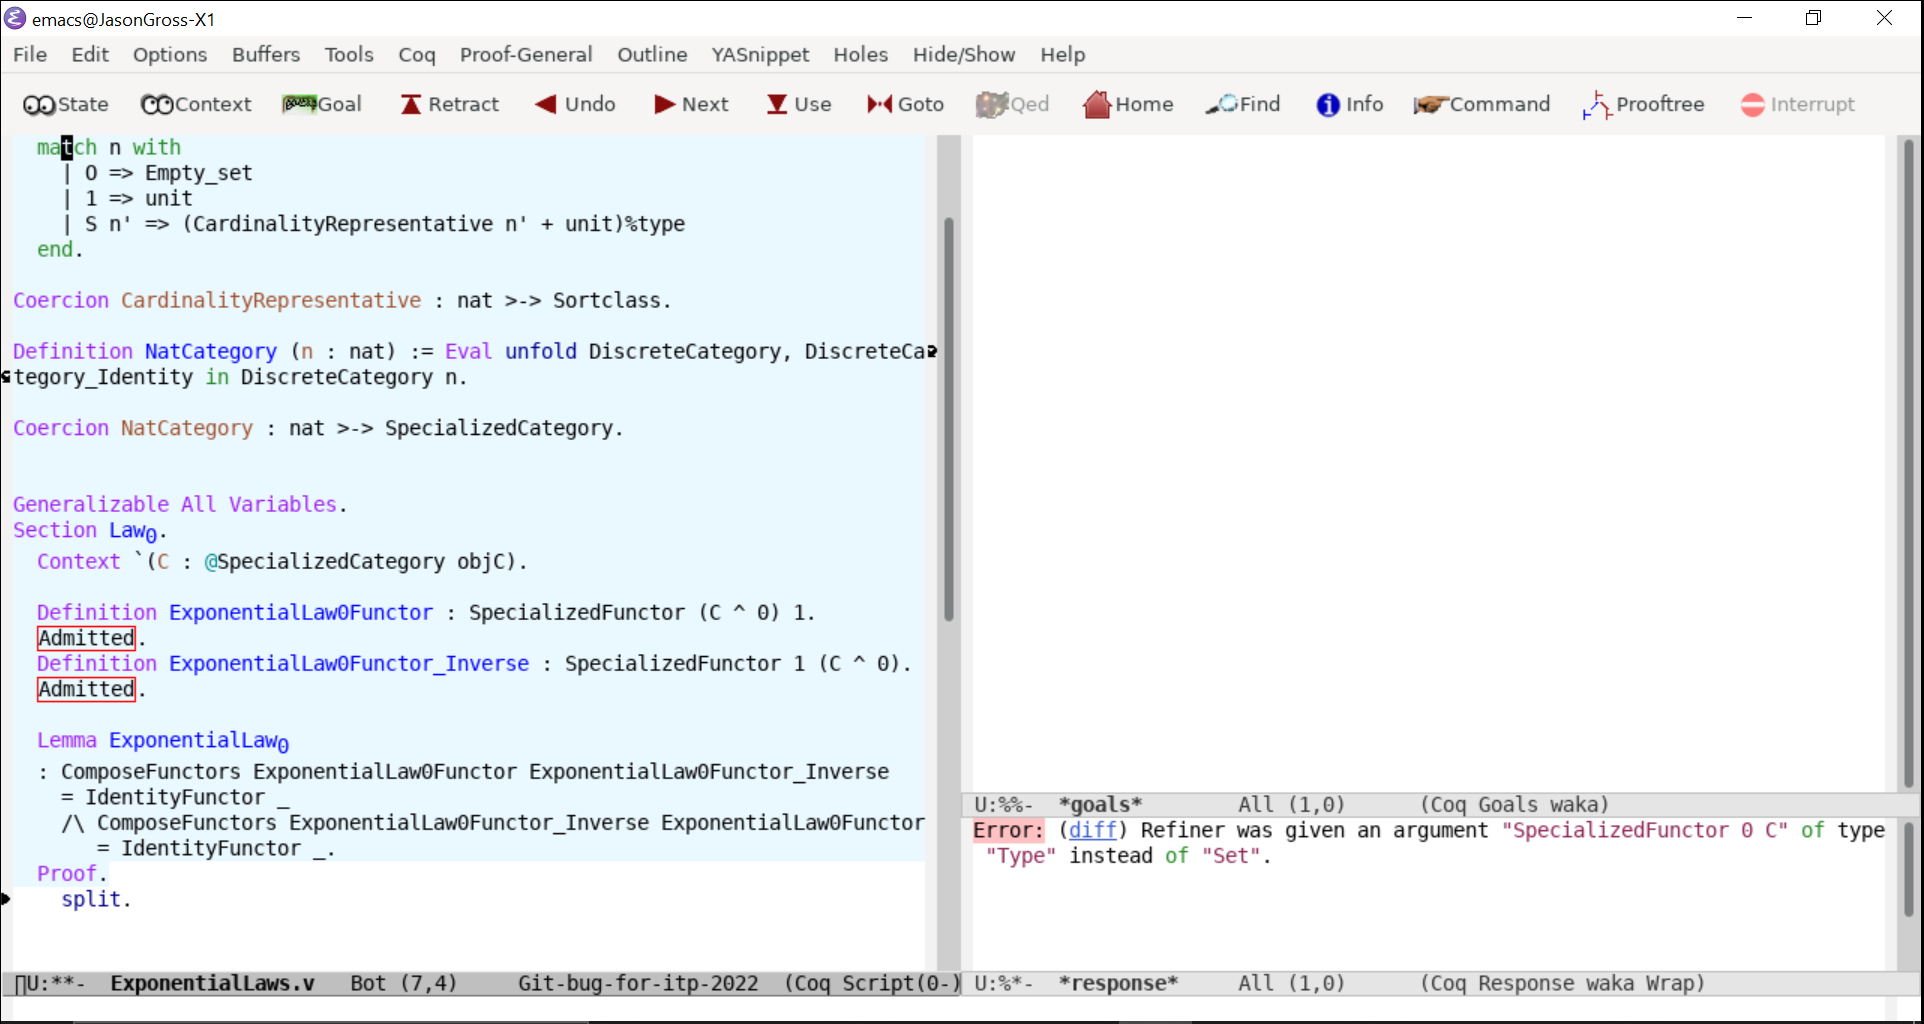 emacs@JasonGross-X1
File Edit Options Buffers Tools Coq Proof-General Outline YASnippet Holes Hide/Show Help
State Context Goal Retract Undo Next Use Goto Qed Home Find Info Command Prooftree Interrupt
match n with
| O => Empty_set
| 1 => unit
| S n' => (CardinalityRepresentative n' + unit)%type
end.
Coercion CardinalityRepresentative : nat >-> Sortclass.
Definition NatCategory (n : nat) := Eval unfold DiscreteCategory, DiscreteCa
tegory_Identity in DiscreteCategory n.
Coercion NatCategory : nat >-> SpecializedCategory.
Generalizable All Variables.
Section Law₀.
Context `(C : @SpecializedCategory objC).
Definition ExponentialLaw0Functor : SpecializedFunctor (C ^ 0) 1.
Admitted.
Definition ExponentialLaw0Functor_Inverse : SpecializedFunctor 1 (C ^ 0).
Admitted.
Lemma ExponentialLaw₀
: ComposeFunctors ExponentialLaw0Functor ExponentialLaw0Functor_Inverse
= IdentityFunctor _
/\ ComposeFunctors ExponentialLaw0Functor_Inverse ExponentialLaw0Functor
= IdentityFunctor _.
Proof.
split.
U:**- ExponentialLaws.v Bot (7,4) Git-bug-for-itp-2022 (Coq Script(0-)
U:%%- *goals* All (1,0) (Coq Goals waka)
Error: (diff) Refiner was given an argument "SpecializedFunctor 0 C" of type
"Type" instead of "Set".
U:%*- *response* All (1,0) (Coq Response waka Wrap)